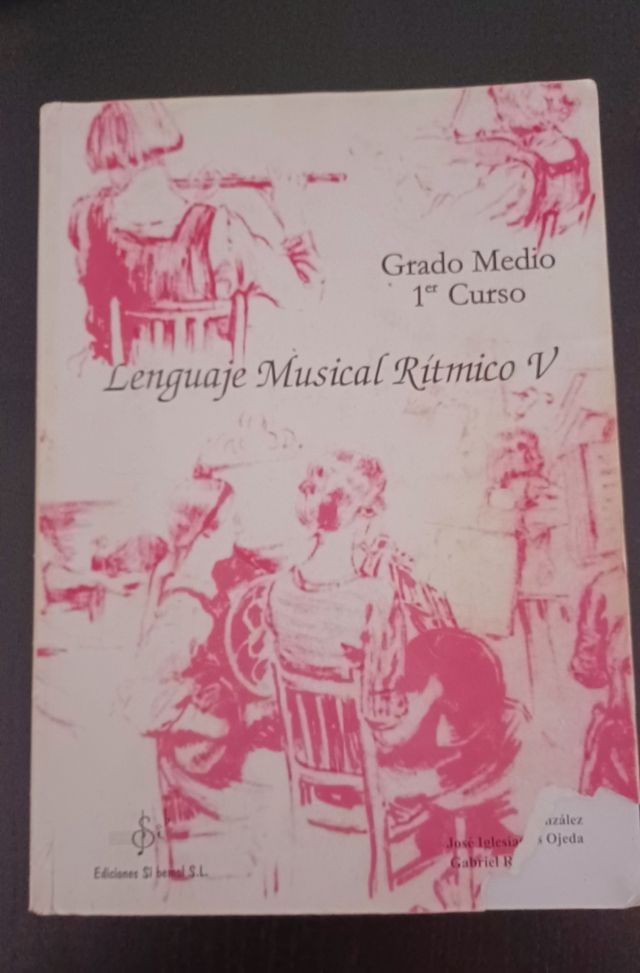 Grado Medio
1er Curso
Lenguaje Musical Rítmico V
Ediciones Si bemol S.L.
José Ojeda
Gabriel